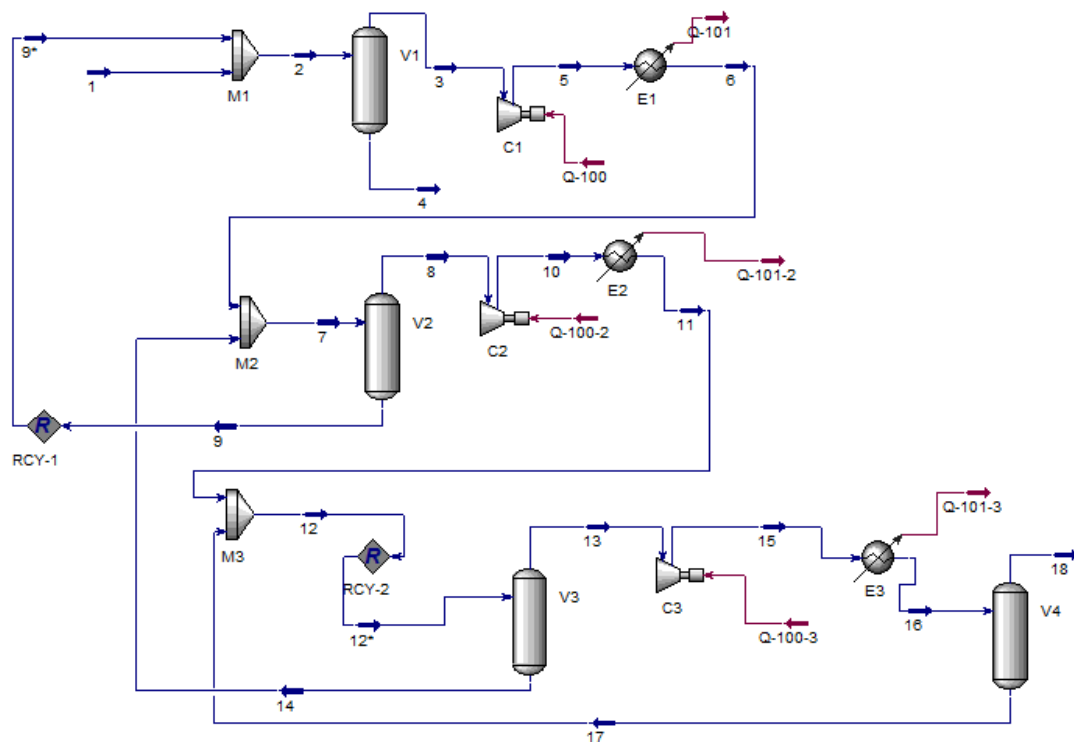 Q-101
9*
2
V1
3
5
6
1
M1
E1
C1
Q-100
4
8
10
Q-101-2
E2
7
V2
11
M2
C2
Q-100-2
9
RCY-1
R
12
13
15
Q-101-3
M3
R
18
E3
RCY-2
V3
C3
V4
12*
Q-100-3
16
14
17